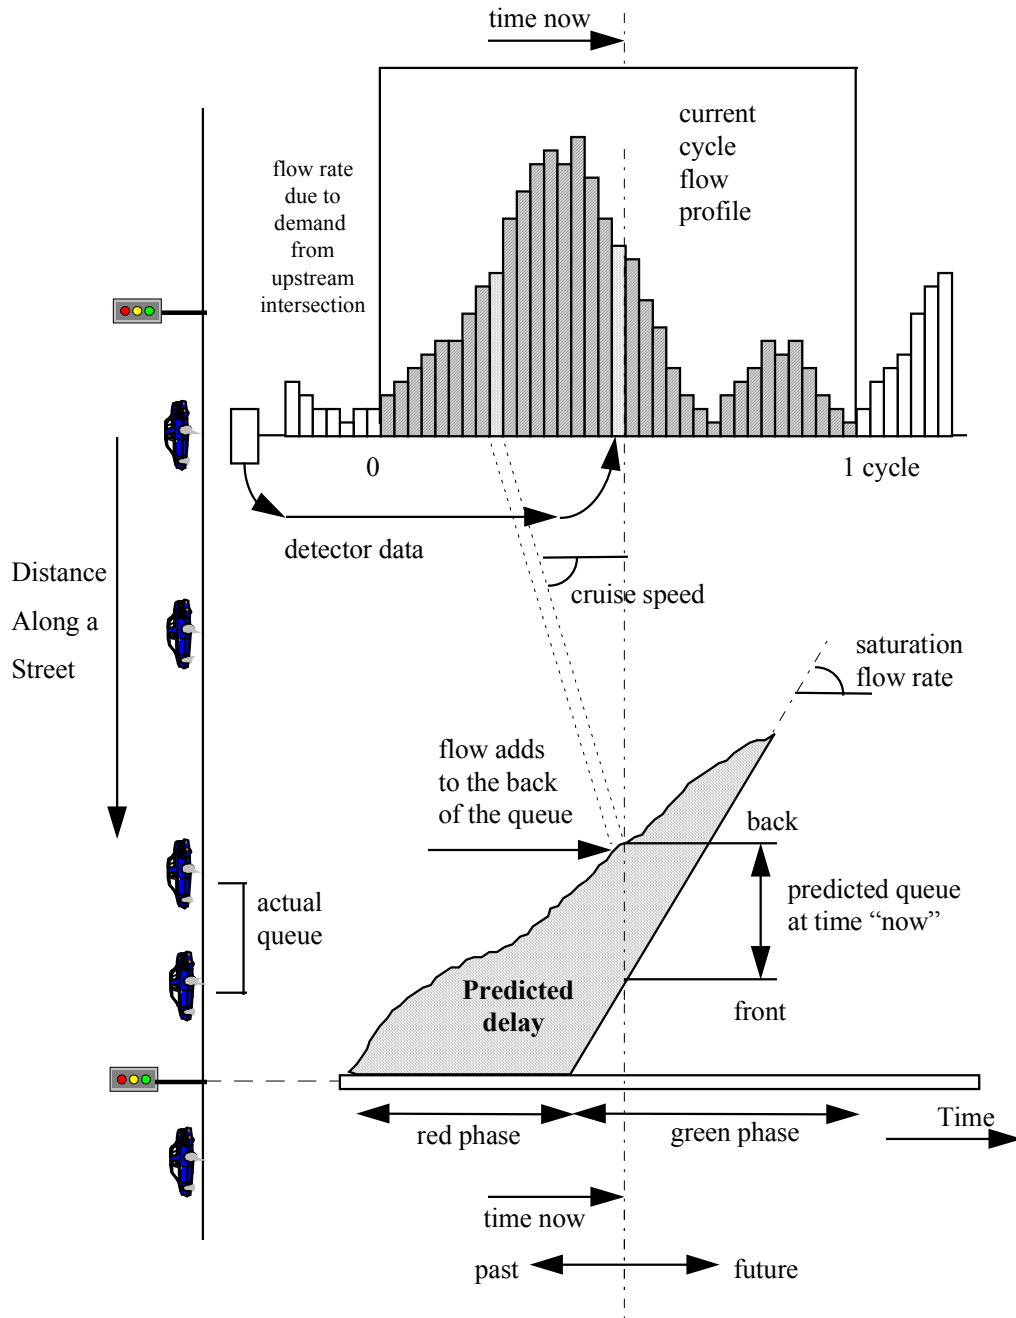 time now
current
cycle
flow
profile
flow rate
due to
demand
from
upstream
intersection
0
1 cycle
detector data
Distance
Along a
Street
cruise speed
saturation
flow rate
flow adds
to the back
of the queue
back
predicted queue
at time “now”
actual
queue
Predicted
delay
front
red phase
green phase
Time
time now
past
future